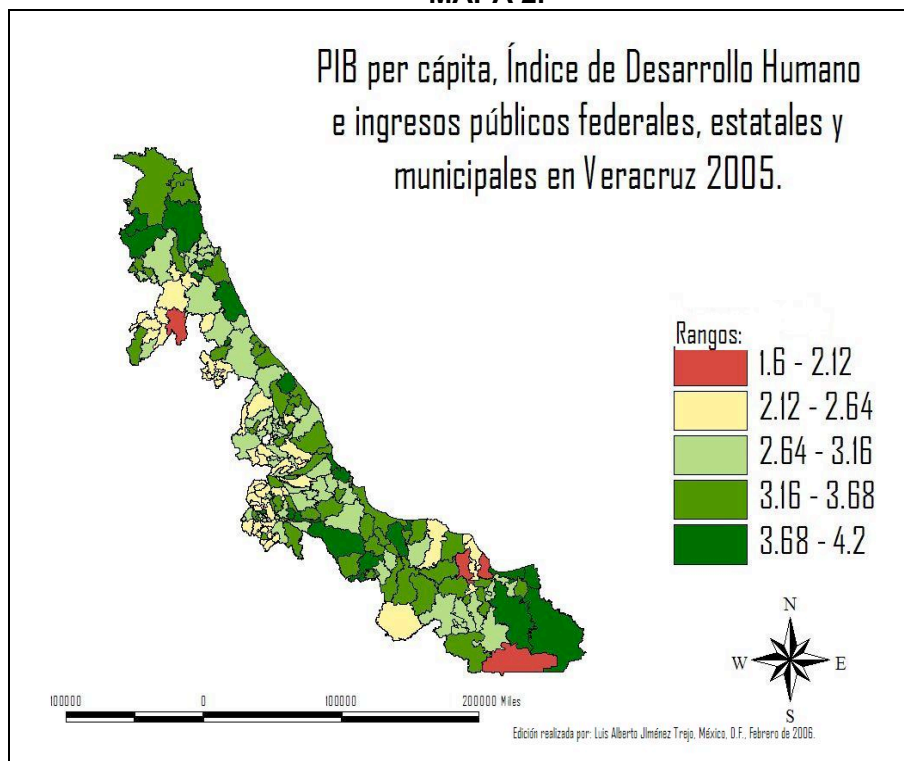 MAPA 2.
PIB per cápita, Índice de Desarrollo Humano
e ingresos públicos federales, estatales y
municipales en Veracruz 2005.
Rangos:
1.6 - 2.12
2.12 - 2.64
2.64 - 3.16
3.16 - 3.68
3.68 - 4.2
N
W E
S
100000 0 100000 200000 Miles
Edición realizada por: Luis Alberto JIménez Trejo, México, D.F., Febrero de 2006.